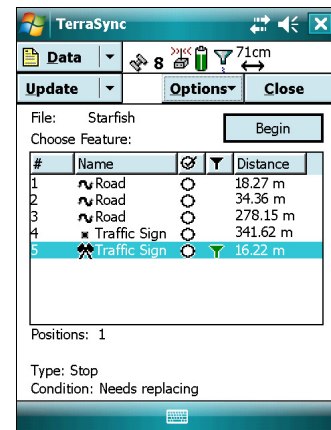 TerraSync
Data 8 71cm
Update Options Close
File: Starfish
Choose Feature: Begin
# Name Distance
1 Road 18.27 m
2 Road 34.36 m
3 Road 278.15 m
4 Traffic Sign 341.62 m
5 Traffic Sign 16.22 m
Positions: 1
Type: Stop
Condition: Needs replacing